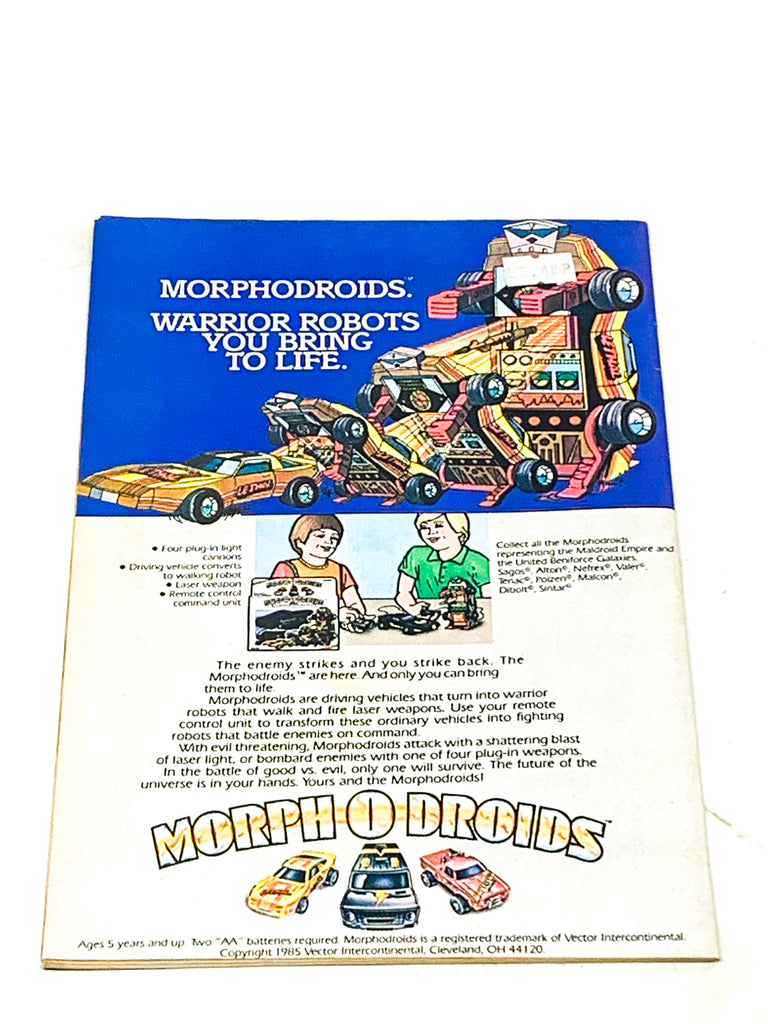 MORPHODROIDS.™
WARRIOR ROBOTS
YOU BRING
TO LIFE.
LETHOL
• Four plug-in light
cannons
• Driving vehicle converts
to walking robot
• Laser weapon
• Remote control
command unit
Collect all the Morphodroids
representing the Maldroid Empire and
the United Beniforce Galaxies.
Sagos©, Alton©, Nefrex©, Valer©,
Tenac©, Poizen©, Malcon©,
Dibolt©, Sintar©
The enemy strikes and you strike back. The
Morphodroids™ are here. And only you can bring
them to life.
Morphodroids are driving vehicles that turn into warrior
robots that walk and fire laser weapons. Use your remote
control unit to transform these ordinary vehicles into fighting
robots that battle enemies on command.
With evil threatening, Morphodroids attack with a shattering blast
of laser light, or bombard enemies with one of four plug-in weapons.
In the battle of good vs. evil, only one will survive. The future of the
universe is in your hands. Yours and the Morphodroids!
MORPH O DROIDS™
Ages 5 years and up. Two "AA" batteries required. Morphodroids is a registered trademark of Vector Intercontinental.
Copyright 1985 Vector Intercontinental, Cleveland, OH 44120.